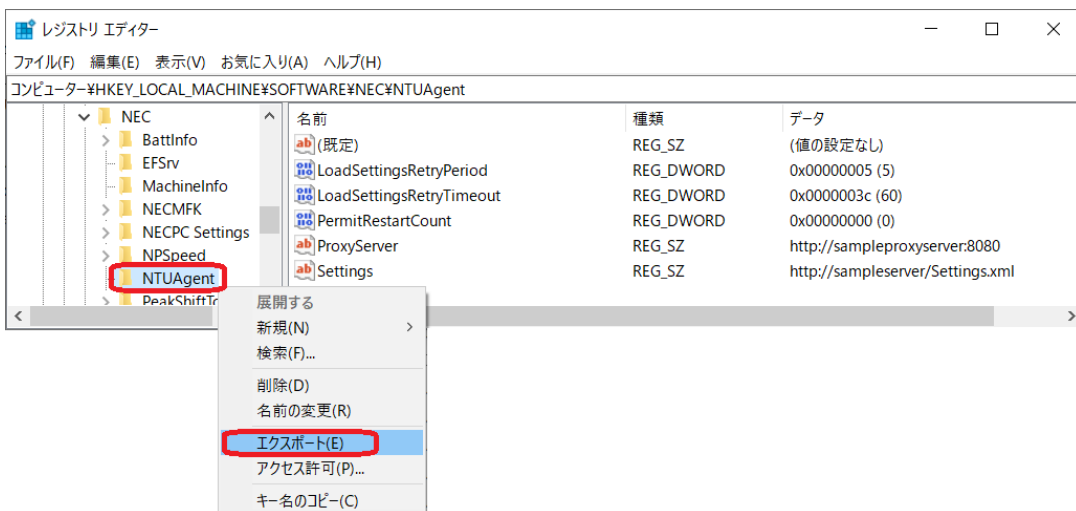 レジストリ エディター
ファイル(F) 編集(E) 表示(V) お気に入り(A) ヘルプ(H)
コンピューター¥HKEY_LOCAL_MACHINE¥SOFTWARE¥NEC¥NTUAgent
NEC
BattInfo
EFSrv
MachineInfo
NECMFK
NECPC Settings
NPSpeed
NTUAgent
PeakShiftTo
名前 種類 データ
(既定) REG_SZ (値の設定なし)
LoadSettingsRetryPeriod REG_DWORD 0x00000005 (5)
LoadSettingsRetryTimeout REG_DWORD 0x0000003c (60)
PermitRestartCount REG_DWORD 0x00000000 (0)
ProxyServer REG_SZ http://sampleproxyserver:8080
Settings REG_SZ http://sampleserver/Settings.xml
展開する
新規(N)
検索(F)...
削除(D)
名前の変更(R)
エクスポート(E)
アクセス許可(P)...
キー名のコピー(C)